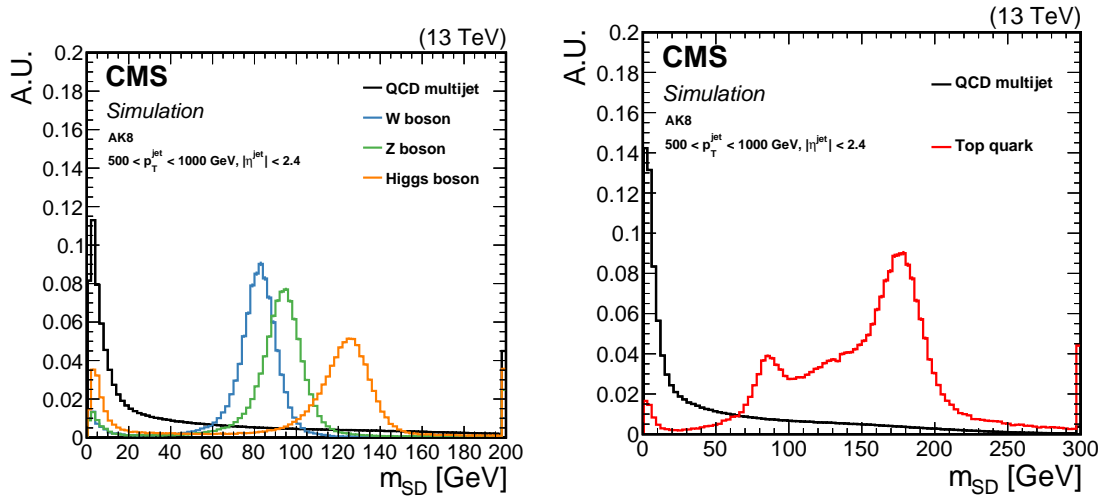 (13 TeV)
A.U.
0.2
0.18
0.16
0.14
0.12
0.1
0.08
0.06
0.04
0.02
0
CMS
Simulation
AK8
500 < p_T^jet < 1000 GeV, |η^jet| < 2.4
QCD multijet
W boson
Z boson
Higgs boson
0 20 40 60 80 100 120 140 160 180 200
m_SD [GeV]
(13 TeV)
A.U.
0.2
0.18
0.16
0.14
0.12
0.1
0.08
0.06
0.04
0.02
0
CMS
Simulation
AK8
500 < p_T^jet < 1000 GeV, |η^jet| < 2.4
QCD multijet
Top quark
0 50 100 150 200 250 300
m_SD [GeV]